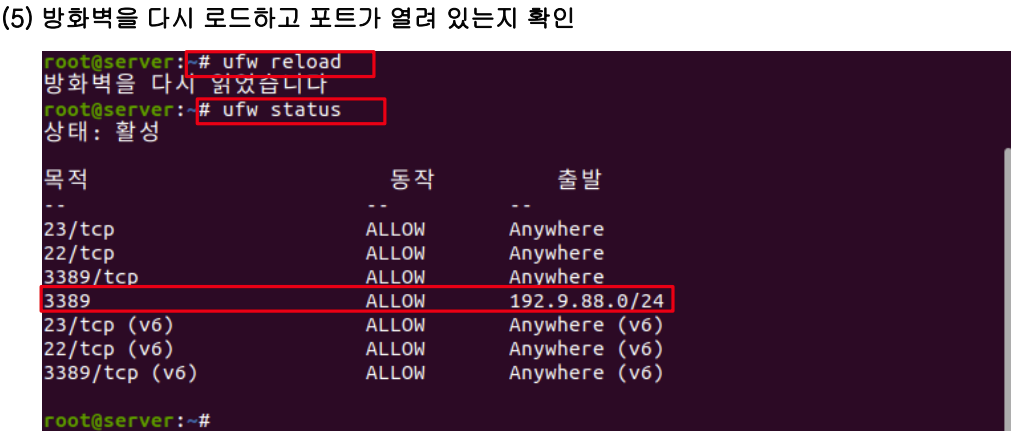 (5) 방화벽을 다시 로드하고 포트가 열려 있는지 확인
root@server:~# ufw reload
방화벽을 다시 읽었습니다
root@server:~# ufw status
상태: 활성
목적 동작 출발
-- -- --
23/tcp ALLOW Anywhere
22/tcp ALLOW Anywhere
3389/tcp ALLOW Anywhere
3389 ALLOW 192.9.88.0/24
23/tcp (v6) ALLOW Anywhere (v6)
22/tcp (v6) ALLOW Anywhere (v6)
3389/tcp (v6) ALLOW Anywhere (v6)
root@server:~#